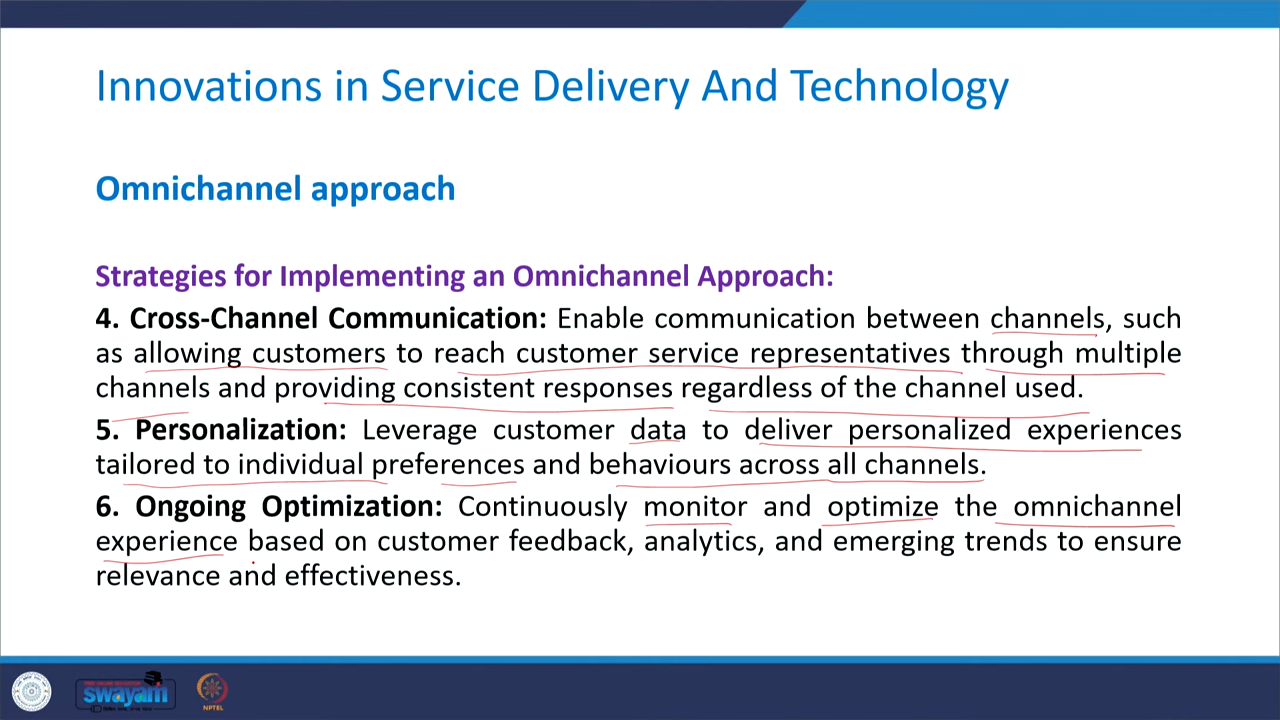 Innovations in Service Delivery And Technology
Omnichannel approach
Strategies for Implementing an Omnichannel Approach:
4. Cross-Channel Communication: Enable communication between channels, such
as allowing customers to reach customer service representatives through multiple
channels and providing consistent responses regardless of the channel used.
5. Personalization: Leverage customer data to deliver personalized experiences
tailored to individual preferences and behaviours across all channels.
6. Ongoing Optimization: Continuously monitor and optimize the omnichannel
experience based on customer feedback, analytics, and emerging trends to ensure
relevance and effectiveness.
swayam
NPTEL